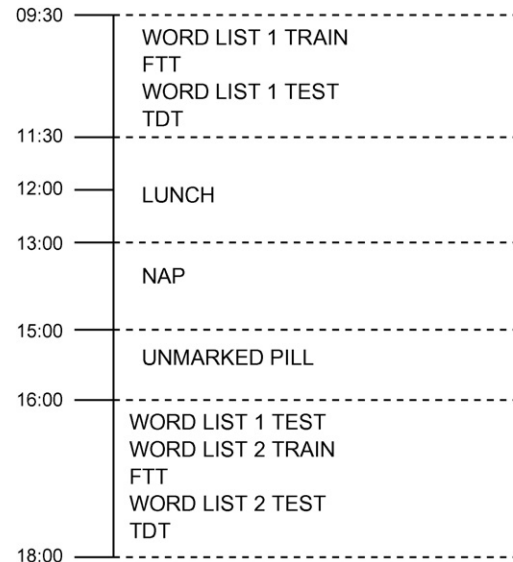 09:30
WORD LIST 1 TRAIN
FTT
WORD LIST 1 TEST
TDT
11:30
12:00
LUNCH
13:00
NAP
15:00
UNMARKED PILL
16:00
WORD LIST 1 TEST
WORD LIST 2 TRAIN
FTT
WORD LIST 2 TEST
TDT
18:00